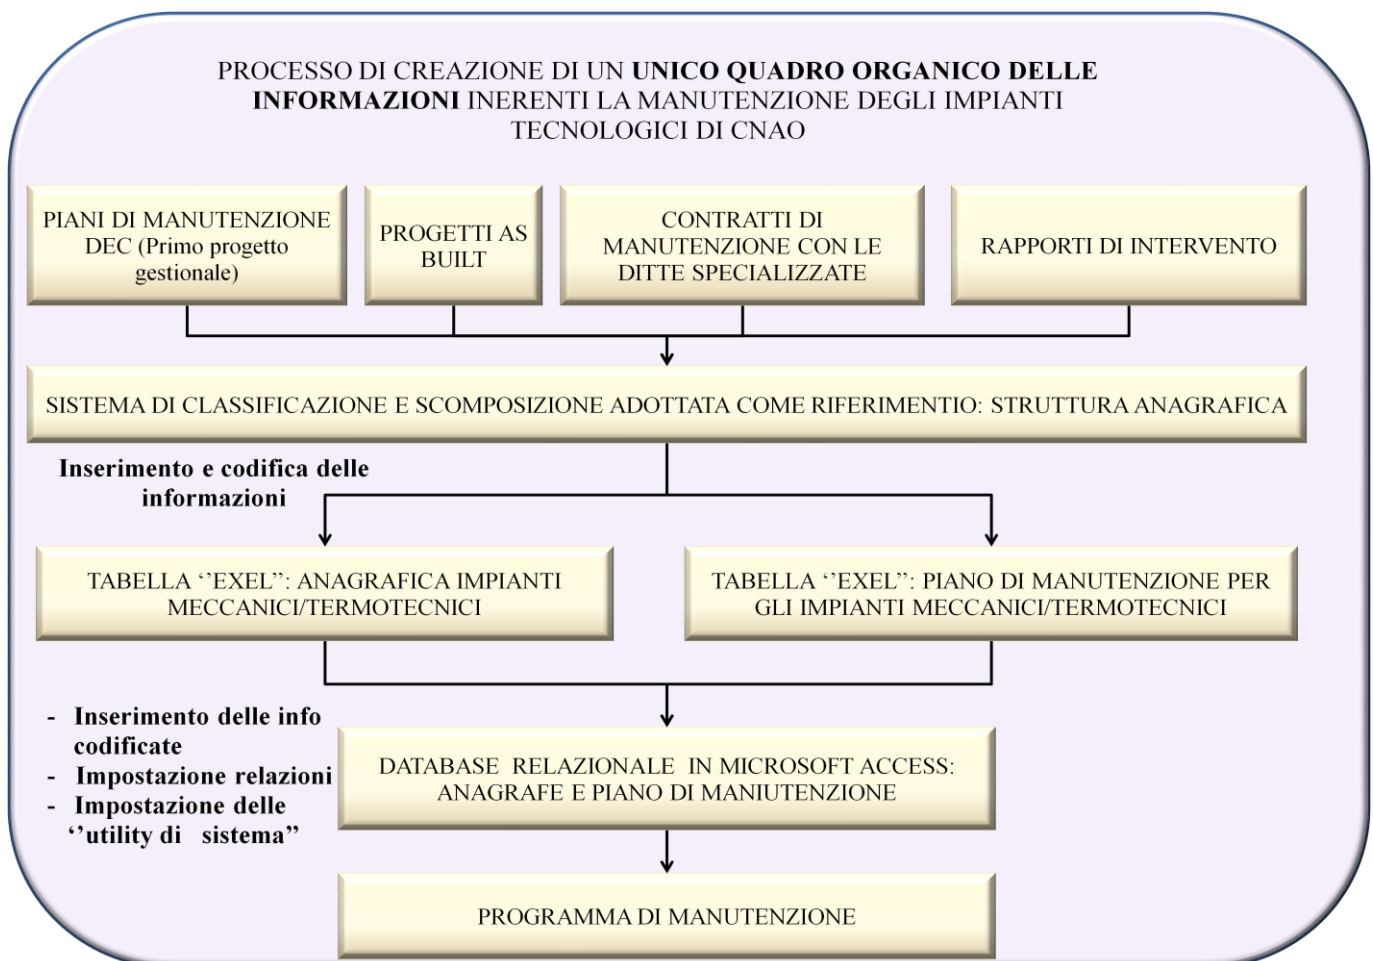 PROCESSO DI CREAZIONE DI UN UNICO QUADRO ORGANICO DELLE
INFORMAZIONI INERENTI LA MANUTENZIONE DEGLI IMPIANTI
TECNOLOGICI DI CNAO
PIANI DI MANUTENZIONE
DEC (Primo progetto
gestionale)
PROGETTI AS
BUILT
CONTRATTI DI
MANUTENZIONE CON LE
DITTE SPECIALIZZATE
RAPPORTI DI INTERVENTO
SISTEMA DI CLASSIFICAZIONE E SCOMPOSIZIONE ADOTTATA COME RIFERIMENTIO: STRUTTURA ANAGRAFICA
Inserimento e codifica delle
informazioni
TABELLA ‘’EXEL’’: ANAGRAFICA IMPIANTI
MECCANICI/TERMOTECNICI
TABELLA ‘’EXEL’’: PIANO DI MANUTENZIONE PER
GLI IMPIANTI MECCANICI/TERMOTECNICI
- Inserimento delle info
codificate
- Impostazione relazioni
- Impostazione delle
‘’utility di sistema’’
DATABASE RELAZIONALE IN MICROSOFT ACCESS:
ANAGRAFE E PIANO DI MANIUTENZIONE
PROGRAMMA DI MANUTENZIONE